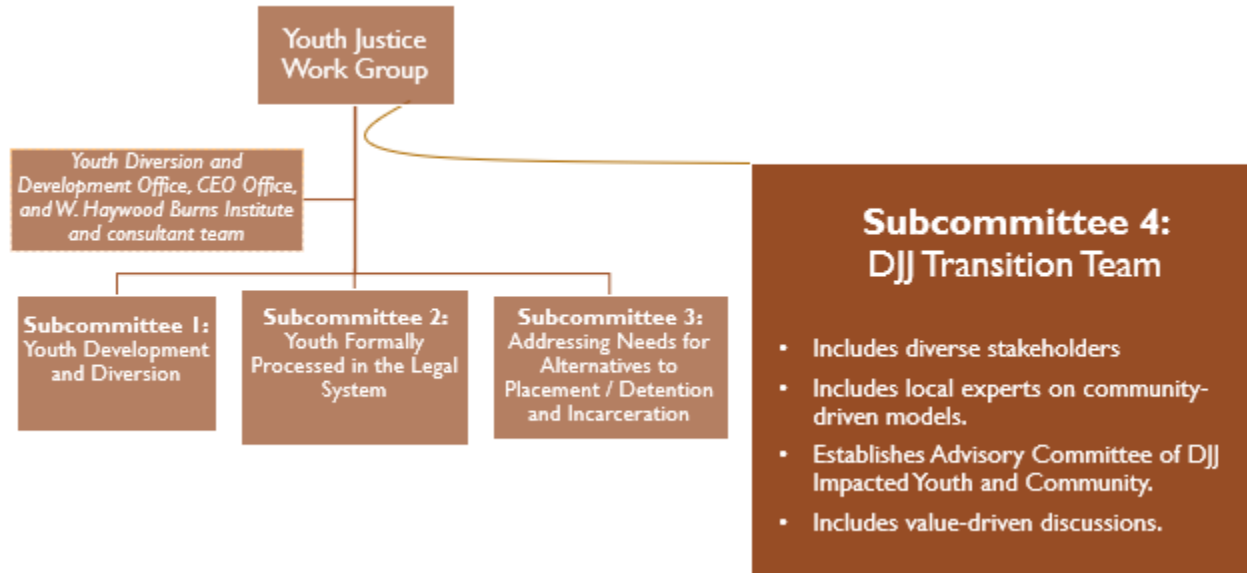 Youth Justice
Work Group
Youth Diversion and
Development Office, CEO Office,
and W. Haywood Burns Institute
and consultant team
Subcommittee 1:
Youth Development
and Diversion
Subcommittee 2:
Youth Formally
Processed in the Legal
System
Subcommittee 3:
Addressing Needs for
Alternatives to
Placement / Detention
and Incarceration
Subcommittee 4:
DJJ Transition Team
• Includes diverse stakeholders
• Includes local experts on community-
driven models.
• Establishes Advisory Committee of DJJ
Impacted Youth and Community.
• Includes value-driven discussions.